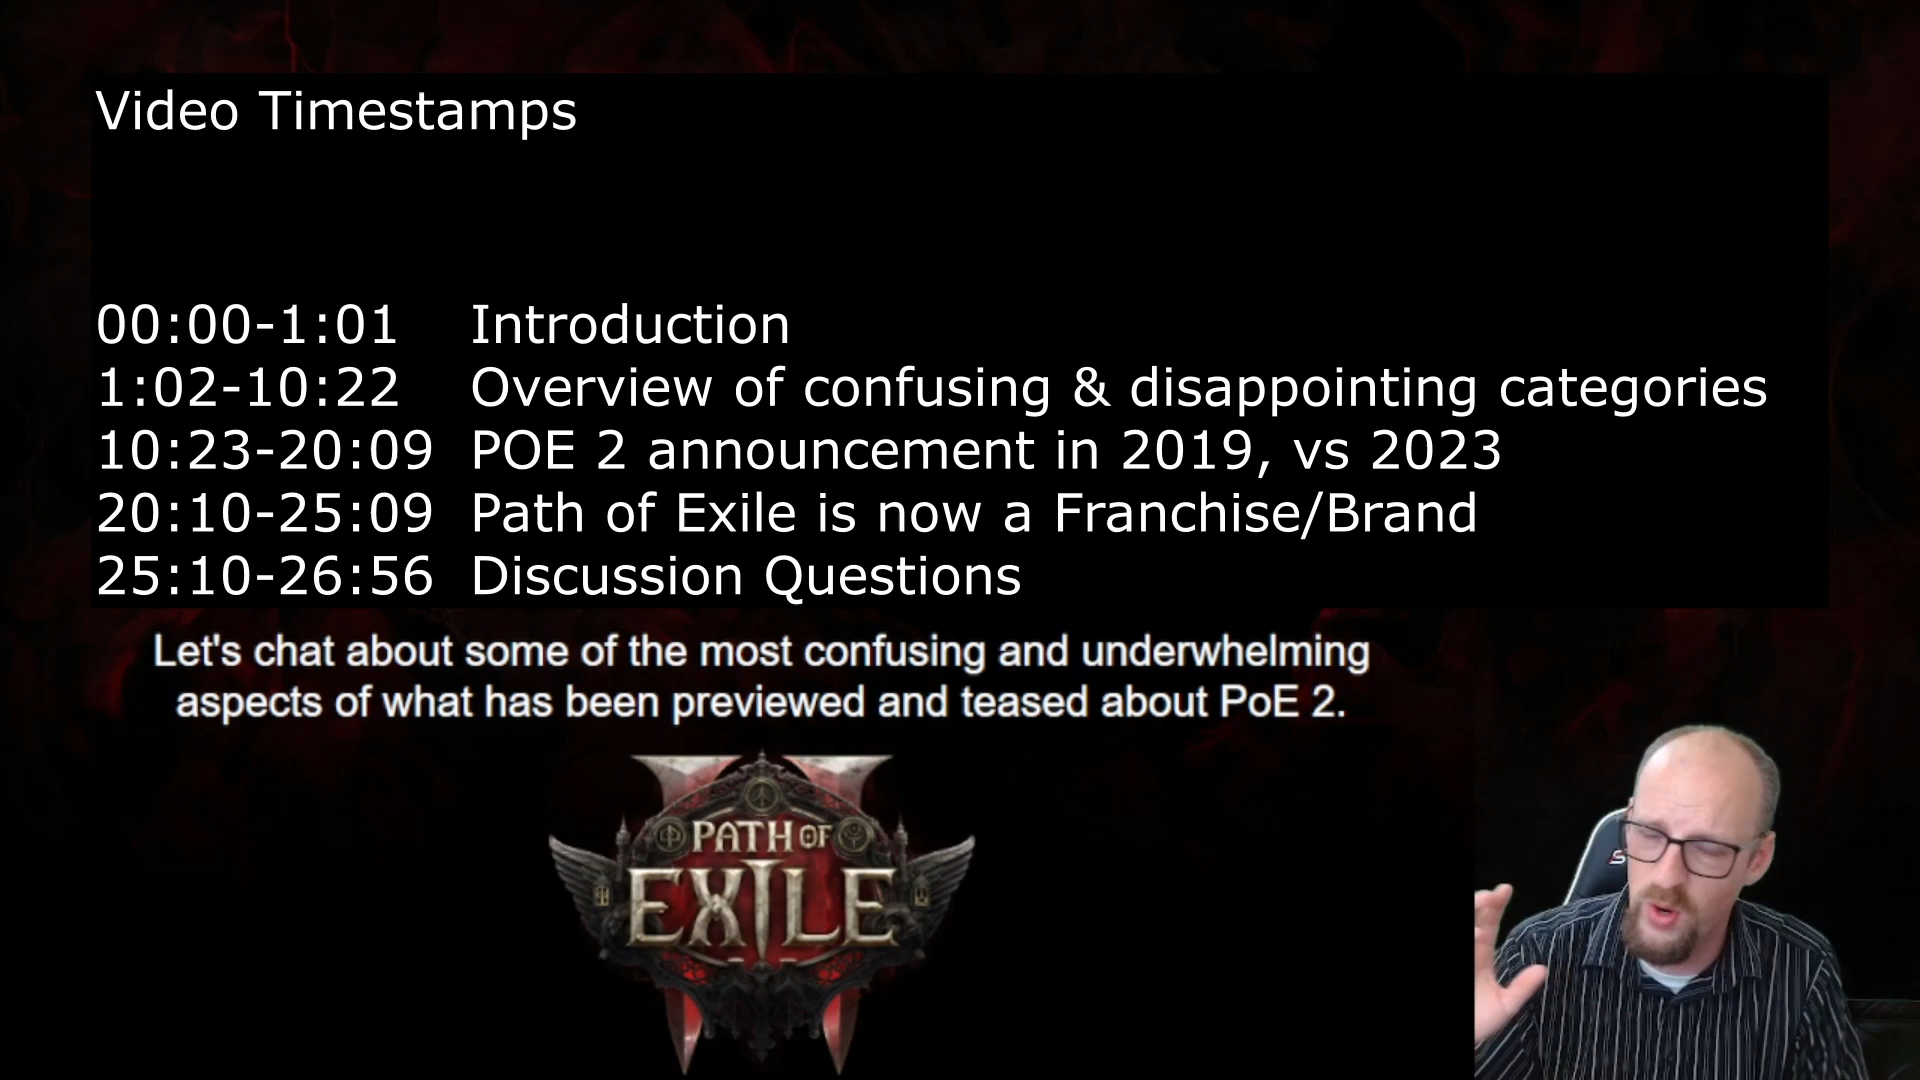 Video Timestamps
00:00-1:01 Introduction
1:02-10:22 Overview of confusing & disappointing categories
10:23-20:09 POE 2 announcement in 2019, vs 2023
20:10-25:09 Path of Exile is now a Franchise/Brand
25:10-26:56 Discussion Questions
Let's chat about some of the most confusing and underwhelming
aspects of what has been previewed and teased about PoE 2.
II
PATH OF
EXILE
S